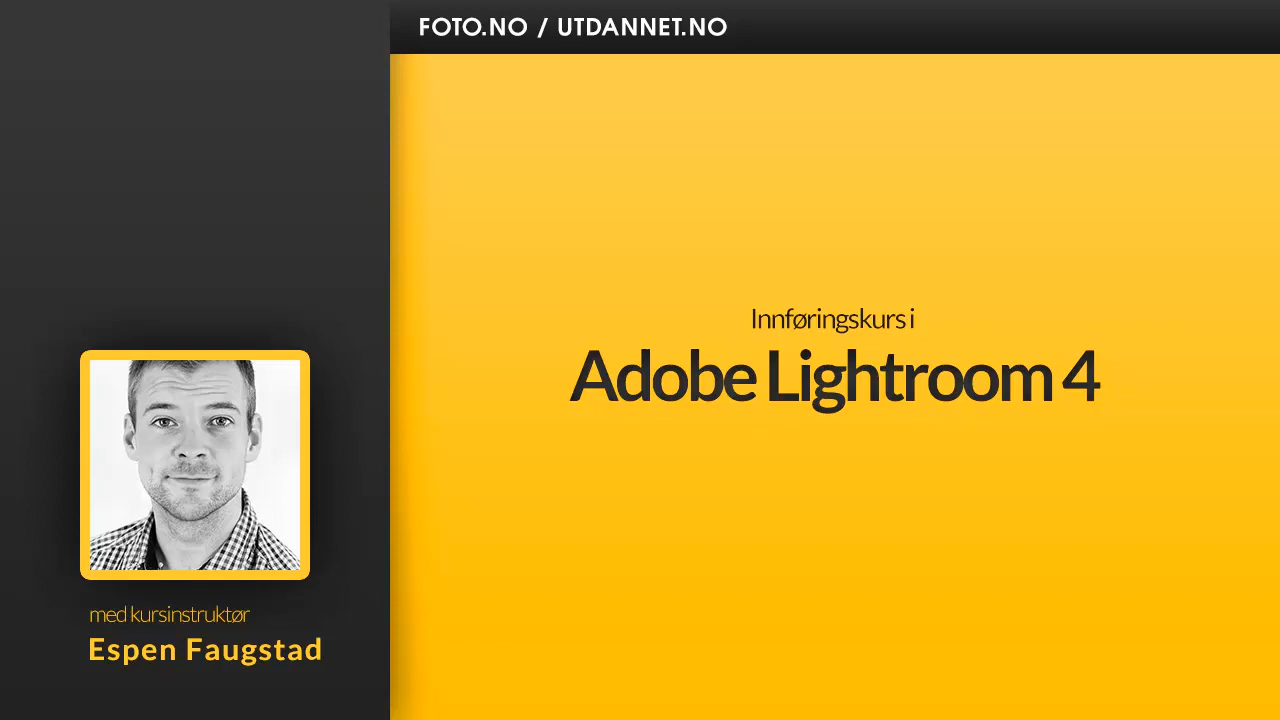 FOTO.NO / UTDANNET.NO
Innføringskurs i
Adobe Lightroom 4
med kursinstruktør
Espen Faugstad